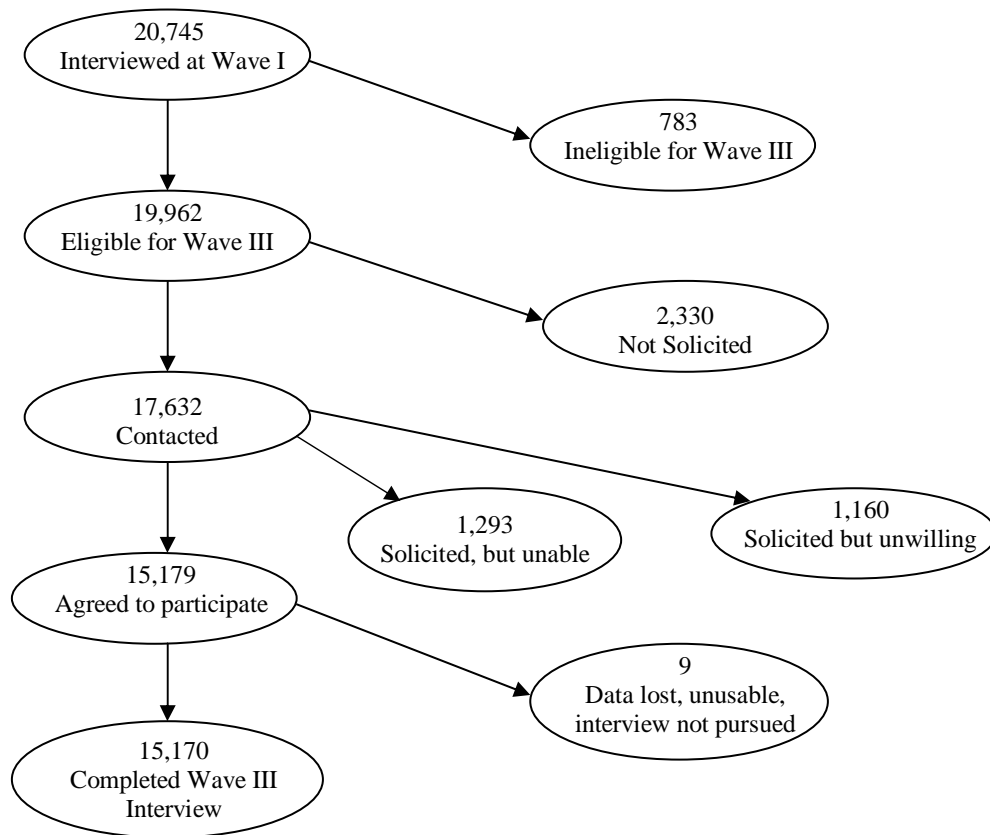 20,745
Interviewed at Wave I
783
Ineligible for Wave III
19,962
Eligible for Wave III
2,330
Not Solicited
17,632
Contacted
1,293
Solicited, but unable
1,160
Solicited but unwilling
15,179
Agreed to participate
9
Data lost, unusable,
interview not pursued
15,170
Completed Wave III
Interview